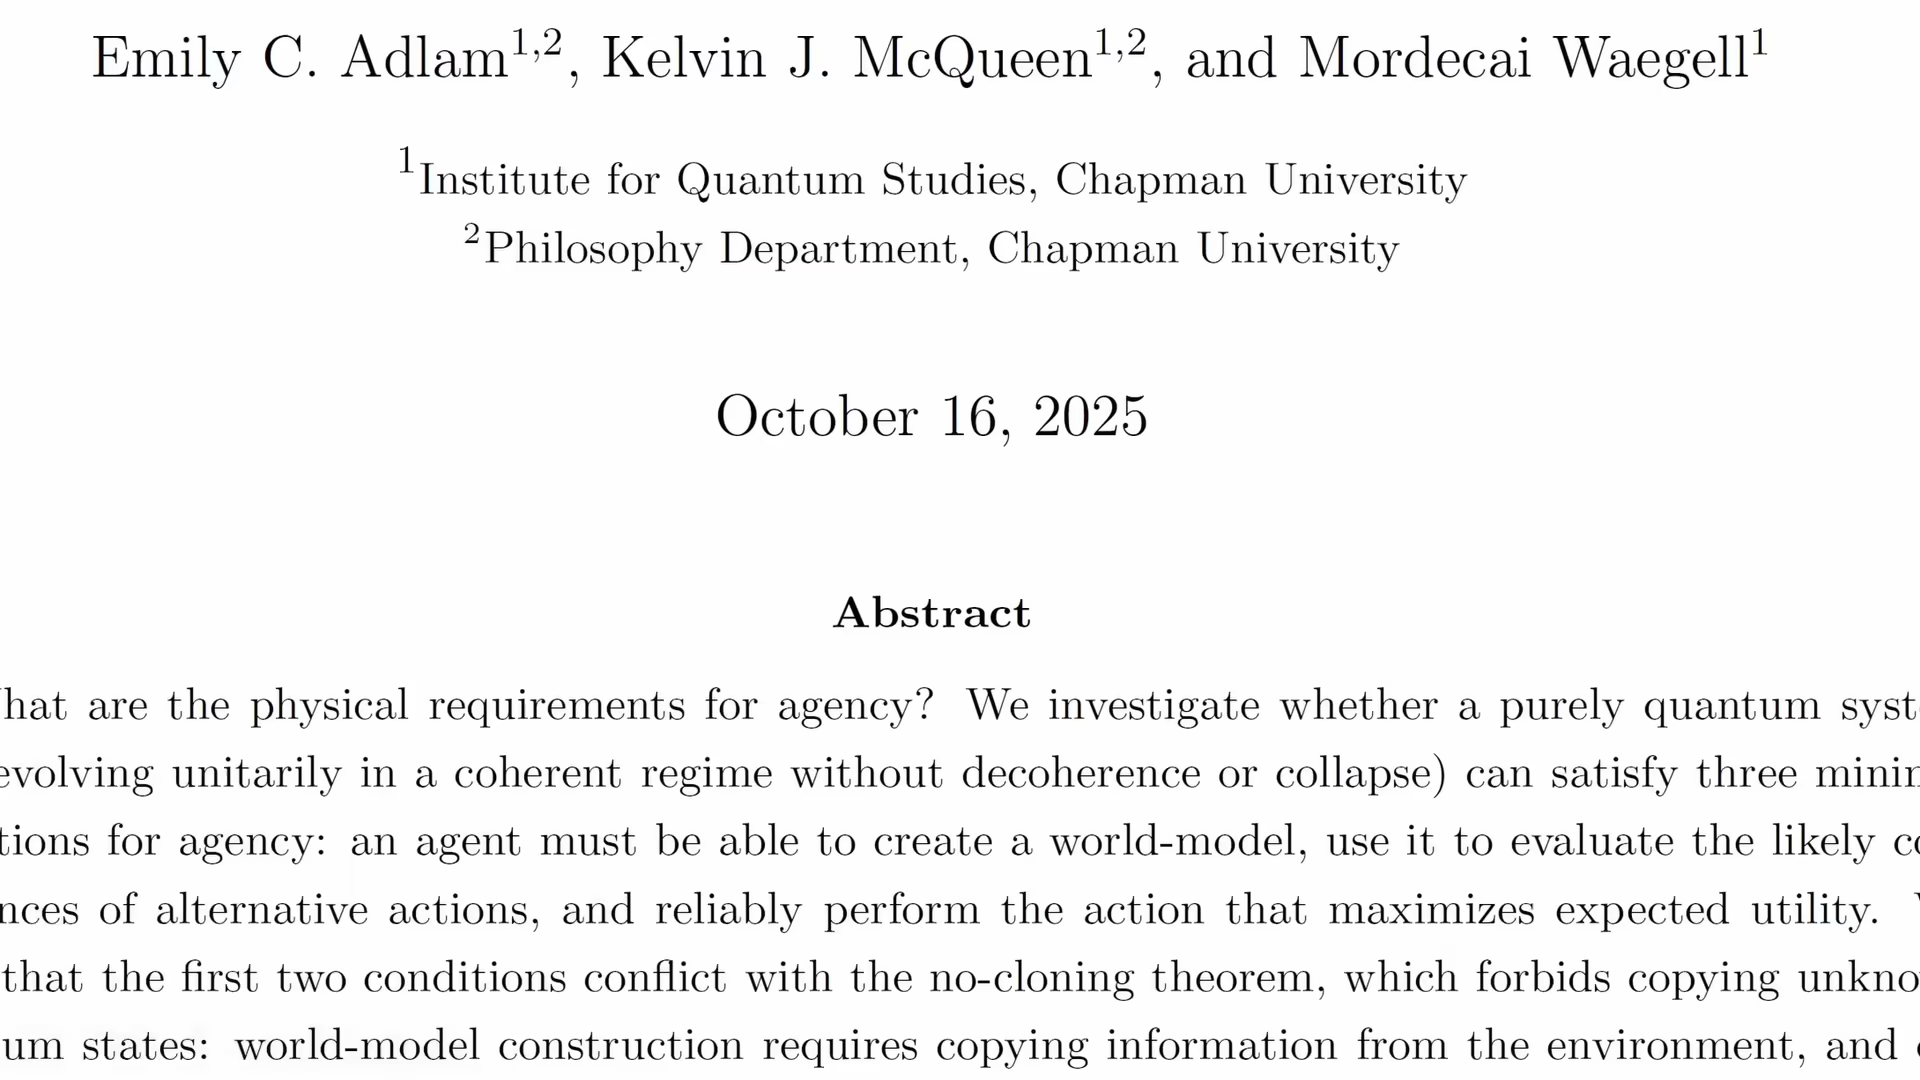 Emily C. Adlam1,2, Kelvin J. McQueen1,2, and Mordecai Waegell1
1Institute for Quantum Studies, Chapman University
2Philosophy Department, Chapman University
October 16, 2025
Abstract
hat are the physical requirements for agency? We investigate whether a purely quantum syst
evolving unitarily in a coherent regime without decoherence or collapse) can satisfy three minim
tions for agency: an agent must be able to create a world-model, use it to evaluate the likely co
nces of alternative actions, and reliably perform the action that maximizes expected utility.
that the first two conditions conflict with the no-cloning theorem, which forbids copying unkno
um states: world-model construction requires copying information from the environment, and